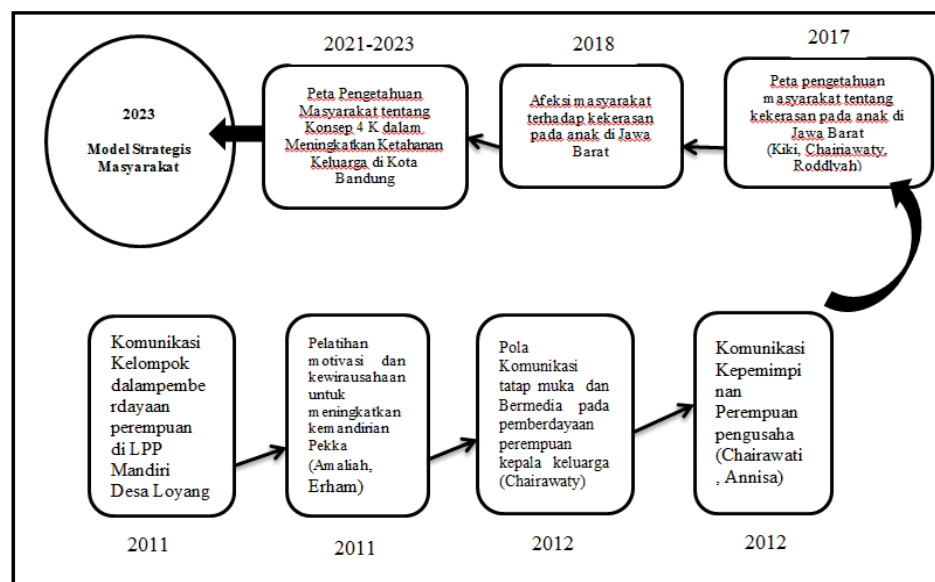 2021-2023
2018
2017
2023
Model Strategis
Masyarakat
Peta Pengetahuan
Masyarakat tentang
Konsep 4 K dalam
Meningkatkan Ketahanan
Keluarga di Kota
Bandung
Afeksi masyarakat
terhadap kekerasan
pada anak di Jawa
Barat
Peta pengetahuan
masyarakat tentang
kekerasan pada anak di
Jawa Barat
(Kiki, Chairiawaty,
Roddlyah)
Komunikasi
Kelompok
dalampembe
rdayaan
perempuan
di LPP
Mandiri
Desa Loyang
Pelatihan
motivasi dan
kewirausahaan
untuk
meningkatkan
kemandirian
Pekka
(Amaliah,
Erham)
Pola
Komunikasi
tatap muka dan
Bermedia pada
pemberdayaan
perempuan
kepala keluarga
(Chairawaty)
Komunikasi
Kepemimpi
nan
Perempuan
pengusaha
(Chairawati
, Annisa)
2011
2011
2012
2012